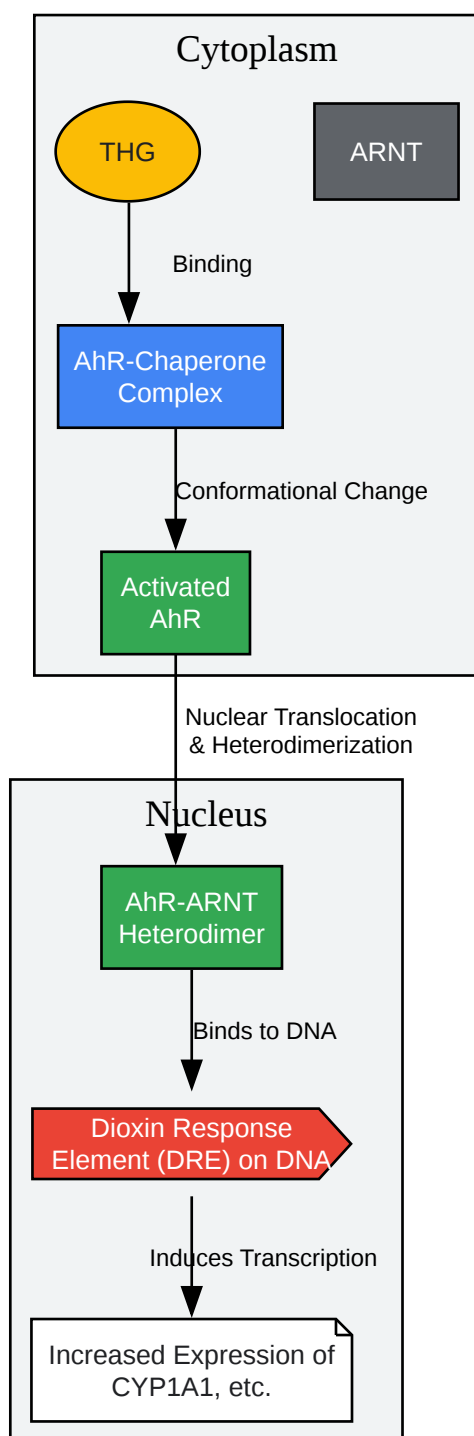 Cytoplasm
THG
ARNT
Binding
AhR-Chaperone
Complex
Conformational Change
Activated
AhR
Nuclear Translocation
& Heterodimerization
Nucleus
AhR-ARNT
Heterodimer
Binds to DNA
Dioxin Response
Element (DRE) on DNA
Induces Transcription
Increased Expression of
CYP1A1, etc.